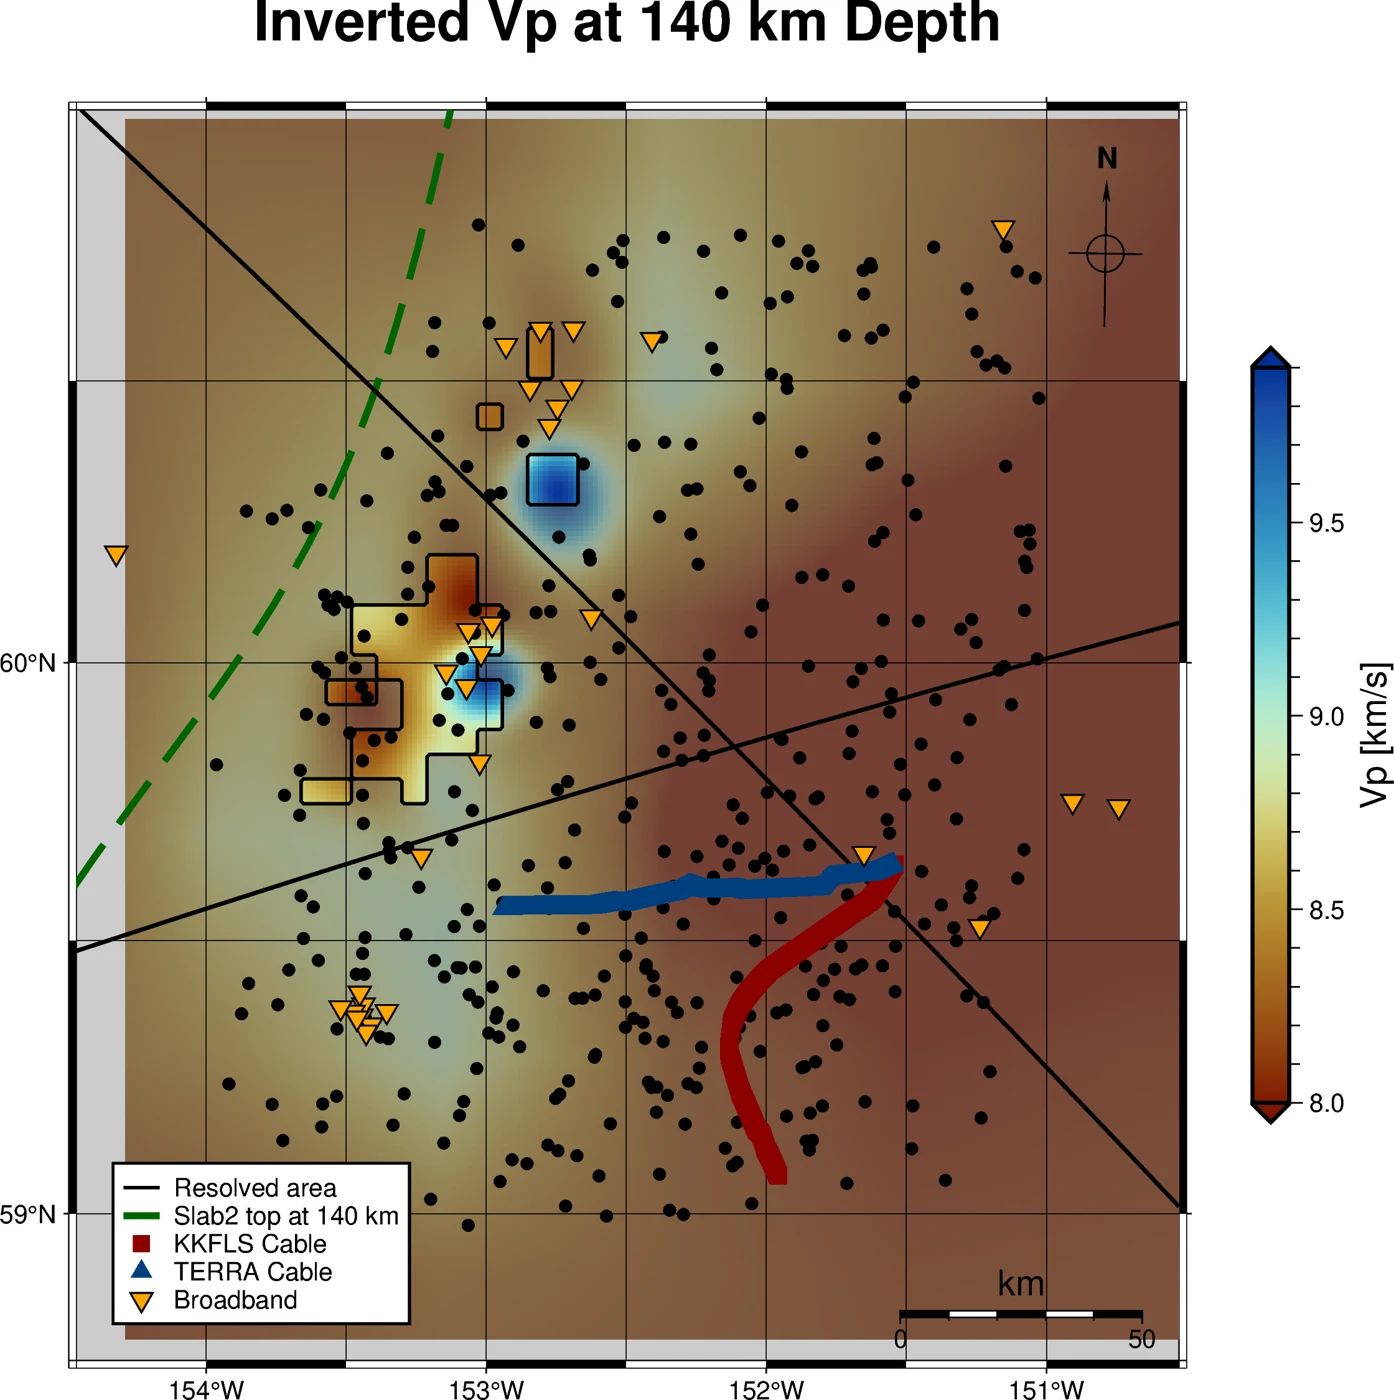 Inverted Vp at 140 km Depth
N
60°N
59°N
154°W
153°W
152°W
151°W
Resolved area
Slab2 top at 140 km
KKFLS Cable
TERRA Cable
Broadband
km
0
50
9.5
9.0
8.5
8.0
Vp [km/s]